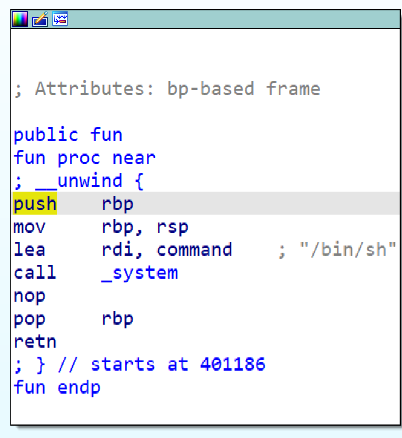 ; Attributes: bp-based frame
public fun
fun proc near
; __unwind {
push rbp
mov rbp, rsp
lea rdi, command ; "/bin/sh"
call _system
nop
pop rbp
retn
; } // starts at 401186
fun endp